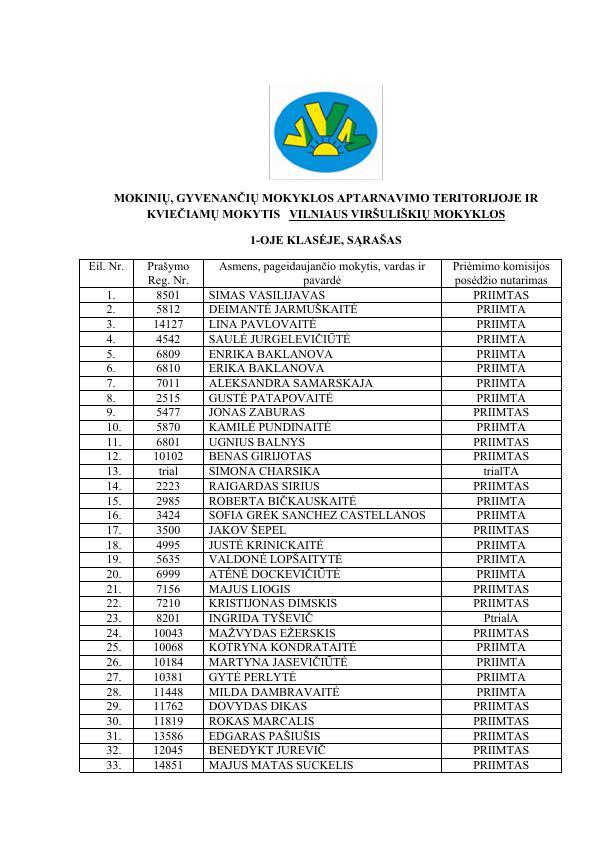 VVM
MOKINIŲ, GYVENANČIŲ MOKYKLOS APTARNAVIMO TERITORIJOJE IR
KVIEČIAMŲ MOKYTIS VILNIAUS VIRŠULIŠKIŲ MOKYKLOS
1-OJE KLASĖJE, SĄRAŠAS
Eil. Nr. Prašymo Reg. Nr. Asmens, pageidaujančio mokytis, vardas ir pavardė Priėmimo komisijos posėdžio nutarimas
1. 8501 SIMAS VASILIJAVAS PRIIMTAS
2. 5812 DEIMANTĖ JARMUŠKAITĖ PRIIMTA
3. 14127 LINA PAVLOVAITĖ PRIIMTA
4. 4542 SAULĖ JURGELEVIČIŪTĖ PRIIMTA
5. 6809 ENRIKA BAKLANOVA PRIIMTA
6. 6810 ERIKA BAKLANOVA PRIIMTA
7. 7011 ALEKSANDRA SAMARSKAJA PRIIMTA
8. 2515 GUSTĖ PATAPOVAITĖ PRIIMTA
9. 5477 JONAS ZABURAS PRIIMTAS
10. 5870 KAMILĖ PUNDINAITĖ PRIIMTA
11. 6801 UGNIUS BALNYS PRIIMTAS
12. 10102 BENAS GIRIJOTAS PRIIMTAS
13. trial SIMONA CHARSIKA trialTA
14. 2223 RAIGARDAS SIRIUS PRIIMTAS
15. 2985 ROBERTA BIČKAUSKAITĖ PRIIMTA
16. 3424 SOFIA GRĖK SANCHEZ CASTELLANOS PRIIMTA
17. 3500 JAKOV ŠEPEL PRIIMTAS
18. 4995 JUSTĖ KRINICKAITĖ PRIIMTA
19. 5635 VALDONĖ LOPŠAITYTĖ PRIIMTA
20. 6999 ATĖNĖ DOCKEVIČIŪTĖ PRIIMTA
21. 7156 MAJUS LIOGIS PRIIMTAS
22. 7210 KRISTIJONAS DIMSKIS PRIIMTAS
23. 8201 INGRIDA TYŠEVIČ PtrialA
24. 10043 MAŽVYDAS EŽERSKIS PRIIMTAS
25. 10068 KOTRYNA KONDRATAITĖ PRIIMTA
26. 10184 MARTYNA JASEVIČIŪTĖ PRIIMTA
27. 10381 GYTĖ PERLYTĖ PRIIMTA
28. 11448 MILDA DAMBRAVAITĖ PRIIMTA
29. 11762 DOVYDAS DIKAS PRIIMTAS
30. 11819 ROKAS MARCALIS PRIIMTAS
31. 13586 EDGARAS PAŠIUŠIS PRIIMTAS
32. 12045 BENEDYKT JUREVIČ PRIIMTAS
33. 14851 MAJUS MATAS SUCKELIS PRIIMTAS